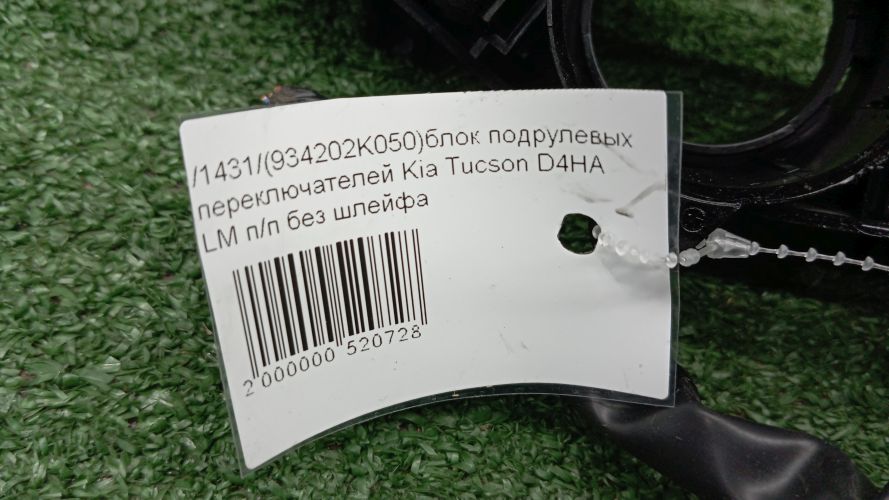 /1431/(934202K050)блок подрулевых
переключателей Kia Tucson D4HA
LM п/п без шлейфа
2 000000 520728